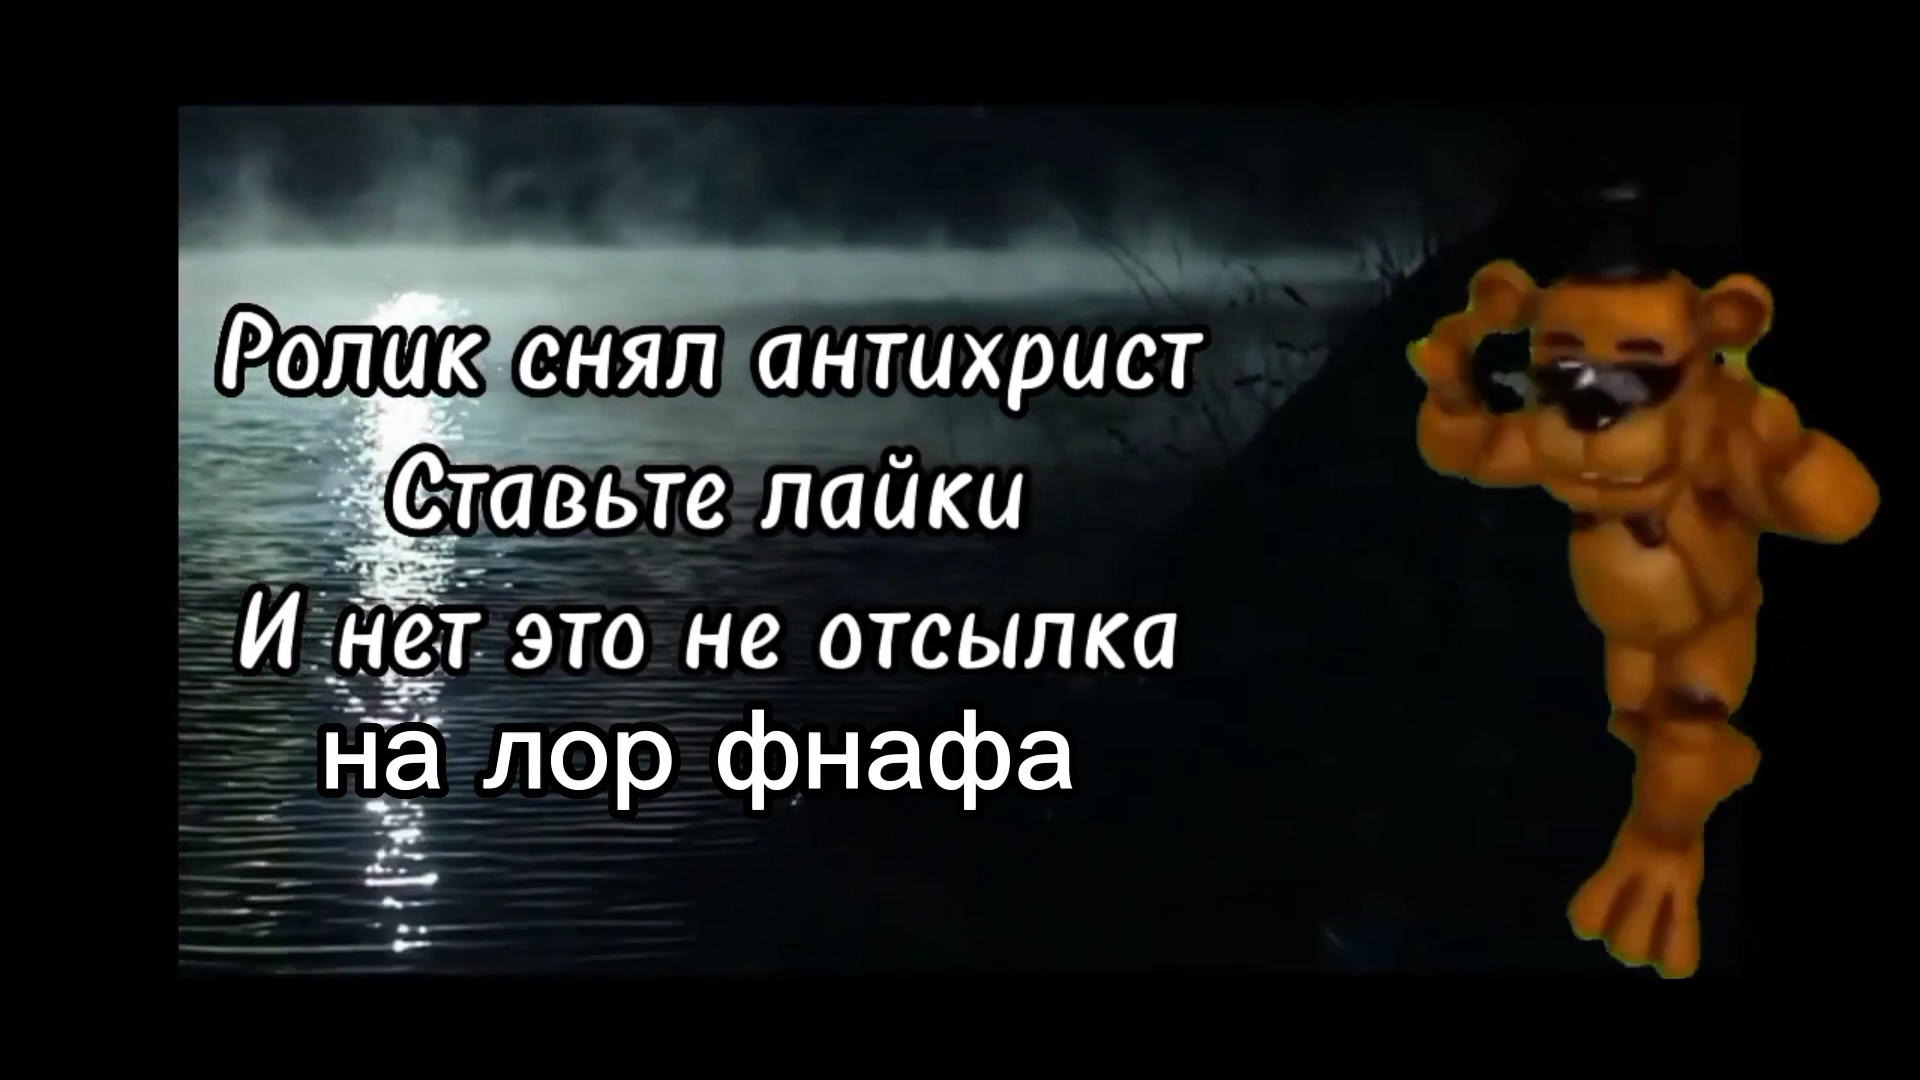 Ролик снял антихрист
Ставьте лайки
И нет это не отсылка
на лор фнафа